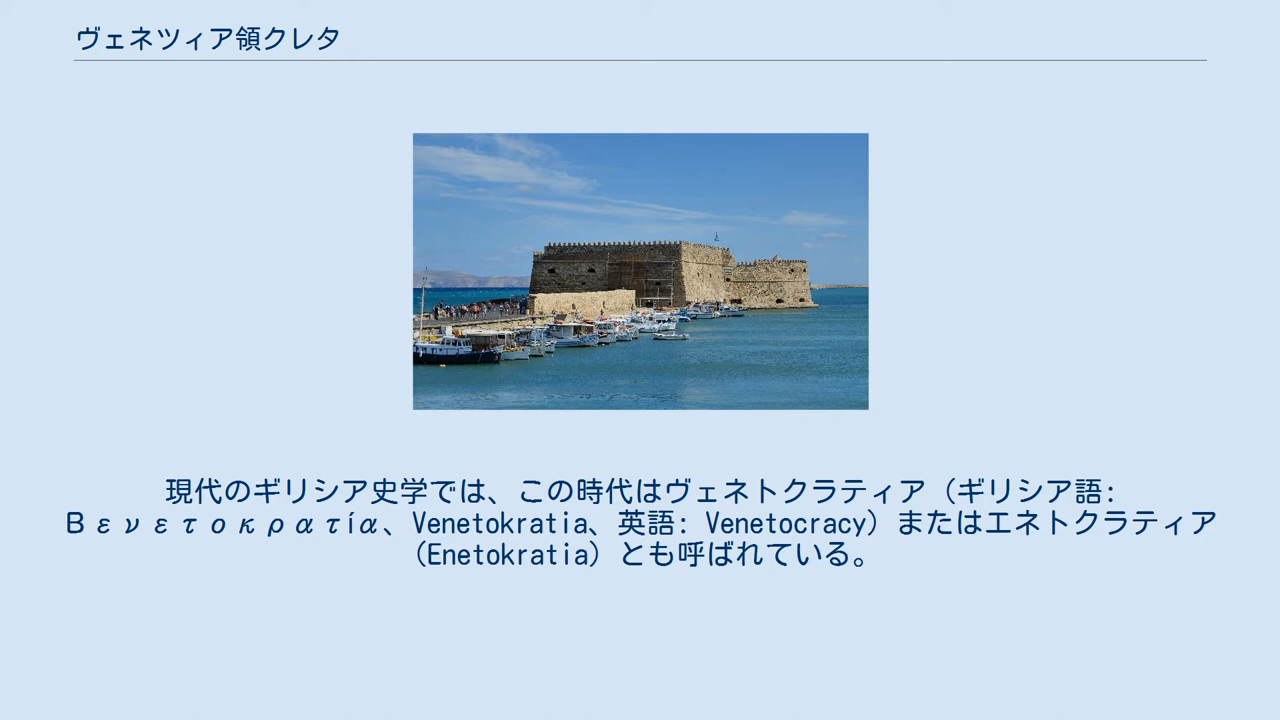 ヴェネツィア領クレタ
現代のギリシア史学では、この時代はヴェネトクラティア（ギリシア語:
Βενετοκρατία、Venetokratia、英語: Venetocracy）またはエネトクラティア
（Enetokratia）とも呼ばれている。